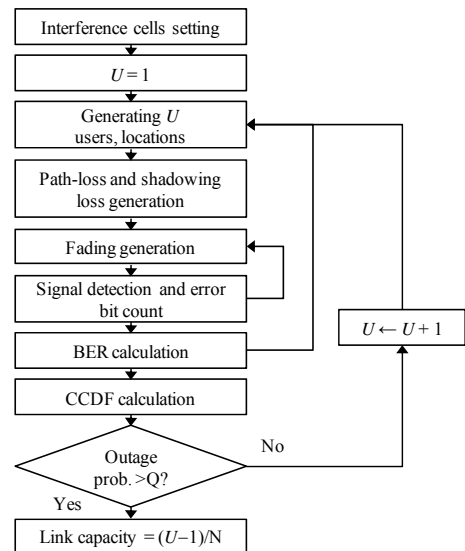 Interference cells setting
U = 1
Generating U
users, locations
Path-loss and shadowing
loss generation
Fading generation
Signal detection and error
bit count
U ← U + 1
BER calculation
CCDF calculation
No
Outage
prob. >Q?
Yes
Link capacity = (U−1)/N